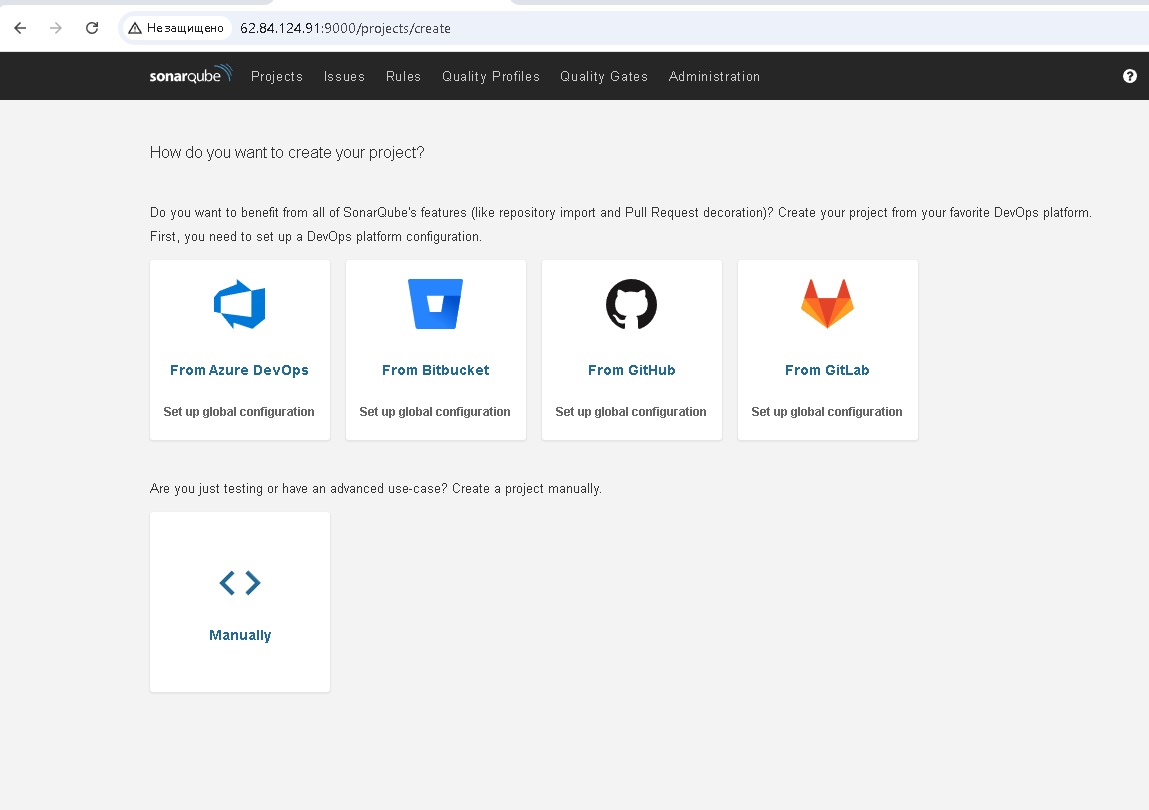 Не защищено 62.84.124.91:9000/projects/create
sonarqube Projects Issues Rules Quality Profiles Quality Gates Administration ?
How do you want to create your project?
Do you want to benefit from all of SonarQube's features (like repository import and Pull Request decoration)? Create your project from your favorite DevOps platform.
First, you need to set up a DevOps platform configuration.
From Azure DevOps From Bitbucket From GitHub From GitLab
Set up global configuration Set up global configuration Set up global configuration Set up global configuration
Are you just testing or have an advanced use-case? Create a project manually.
Manually